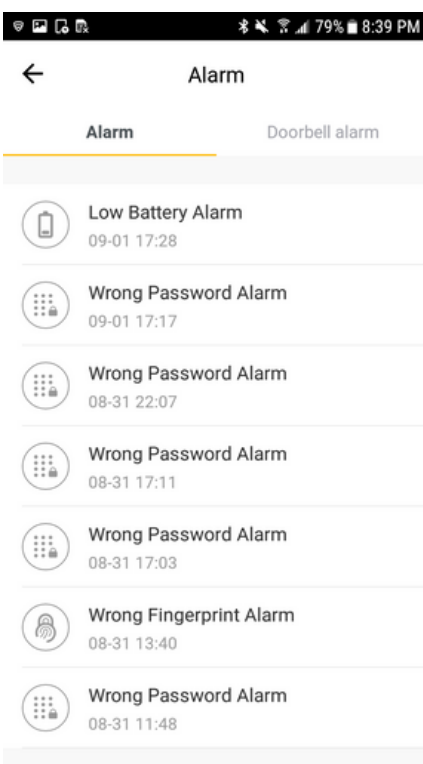 79% 8:39 PM
Alarm
Alarm Doorbell alarm
Low Battery Alarm
09-01 17:28
Wrong Password Alarm
09-01 17:17
Wrong Password Alarm
08-31 22:07
Wrong Password Alarm
08-31 17:11
Wrong Password Alarm
08-31 17:03
Wrong Fingerprint Alarm
08-31 13:40
Wrong Password Alarm
08-31 11:48